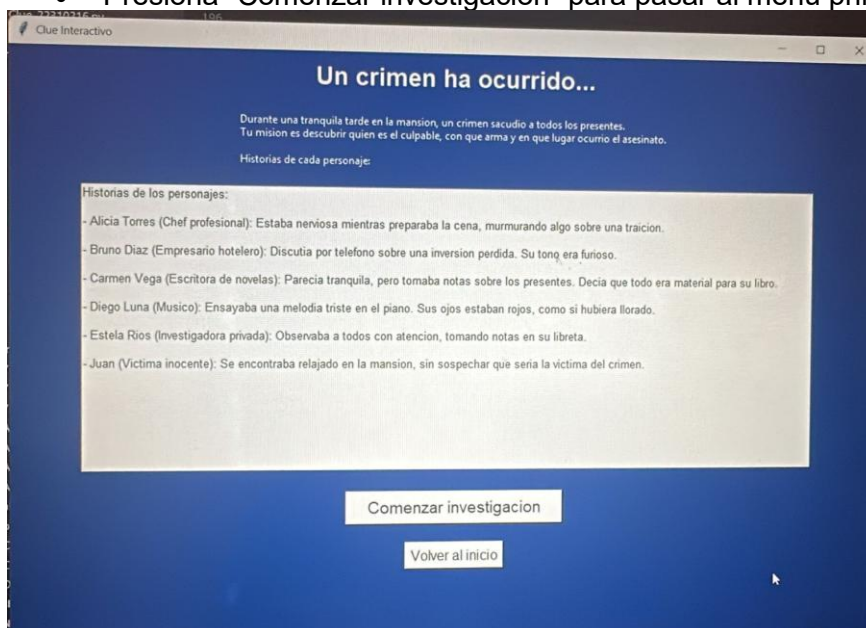 Presiona "Comenzar investigacion" para pasar al menú
Clue Interactivo
Un crimen ha ocurrido...
Durante una tranquila tarde en la mansion, un crimen sacudio a todos los presentes.
Tu mision es descubrir quien es el culpable, con que arma y en que lugar ocurrio el asesinato.
Historias de cada personaje:
Historias de los personajes:
- Alicia Torres (Chef profesional): Estaba nerviosa mientras preparaba la cena, murmurando algo sobre una traicion.
- Bruno Diaz (Empresario hotelero): Discutia por telefono sobre una inversion perdida. Su tono era furioso.
- Carmen Vega (Escritora de novelas): Parecia tranquila, pero tomaba notas sobre los presentes. Decia que todo era material para su libro.
- Diego Luna (Musico): Ensayaba una melodia triste en el piano. Sus ojos estaban rojos, como si hubiera llorado.
- Estela Rios (Investigadora privada): Observaba a todos con atencion, tomando notas en su libreta.
- Juan (Victima inocente): Se encontraba relajado en la mansion, sin sospechar que seria la victima del crimen.
Comenzar investigacion
Volver al inicio